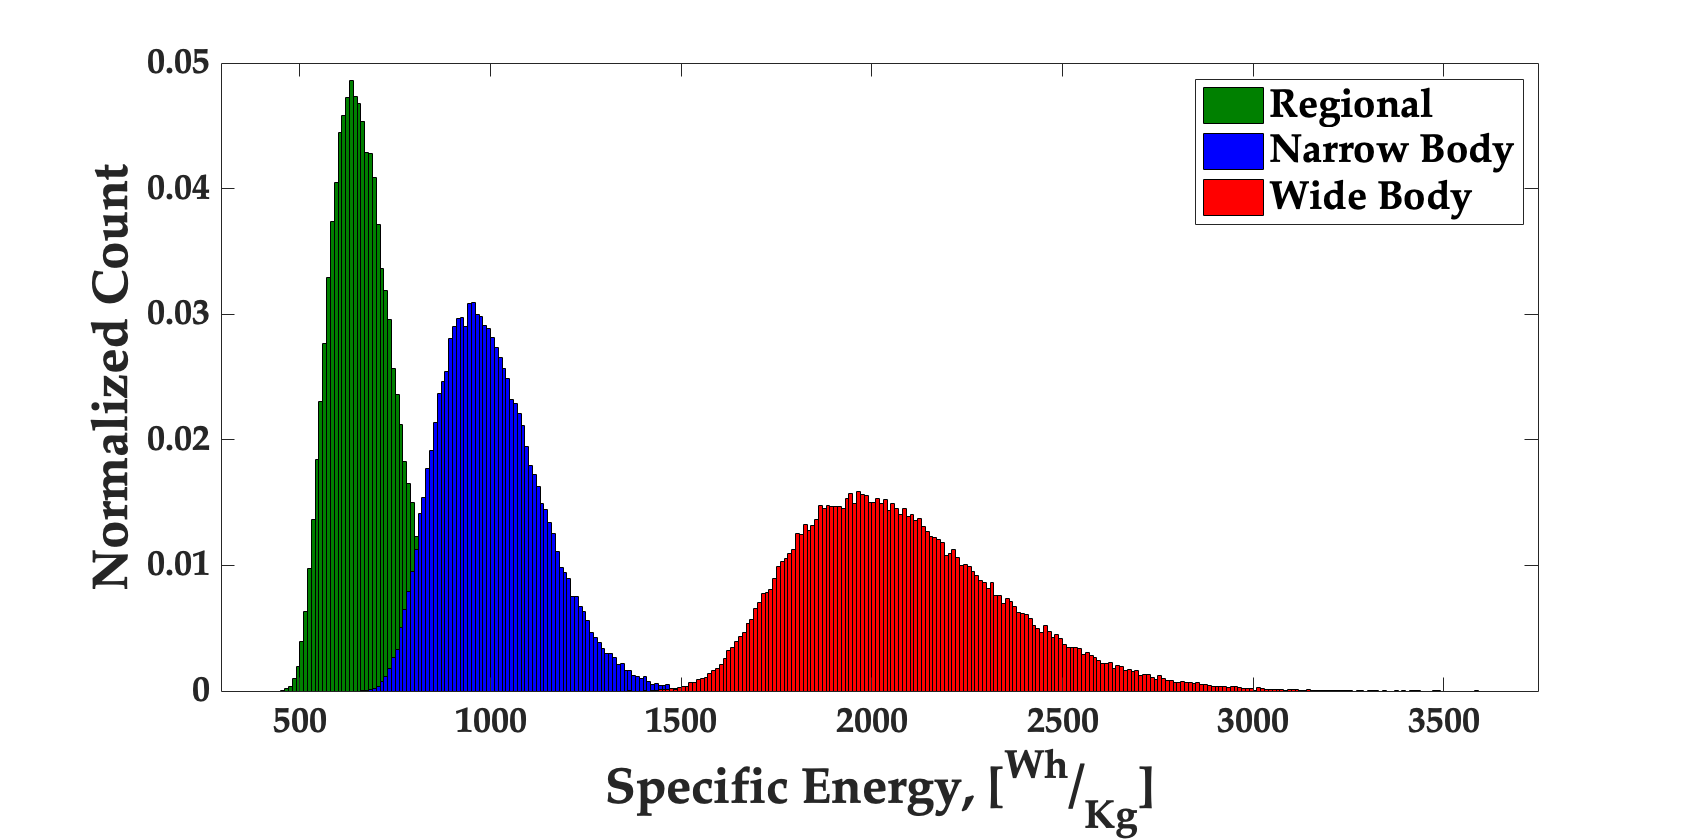 0.05
0.04
0.03
0.02
0.01
0
Normalized Count
Regional
Narrow Body
Wide Body
500 1000 1500 2000 2500 3000 3500
Specific Energy, [Wh/Kg]